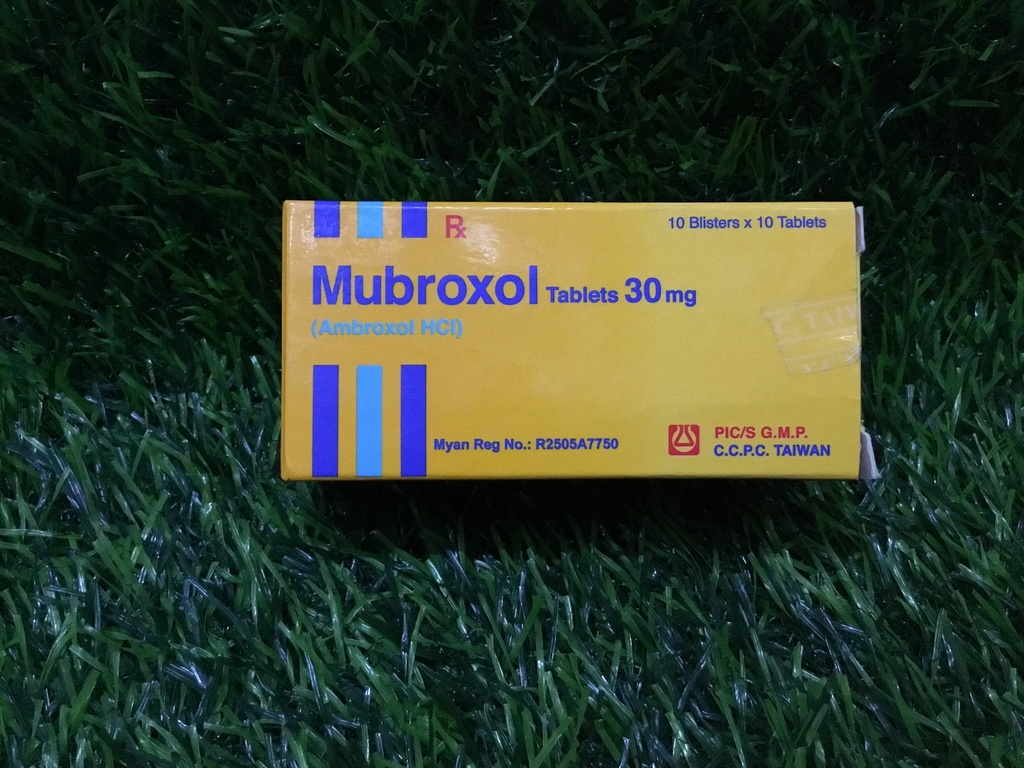 Rx
10 Blisters x 10 Tablets
Mubroxol Tablets 30 mg
(Ambroxol HCl)
Myan Reg No.: R2505A7750
PIC/S G.M.P.
C.C.P.C. TAIWAN